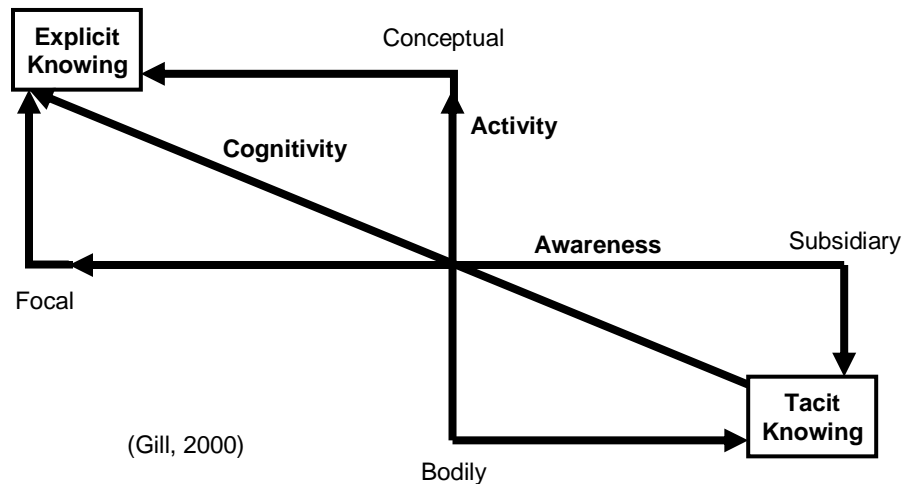 Explicit
Knowing
Conceptual
Activity
Cognitivity
Awareness
Subsidiary
Focal
Tacit
Knowing
(Gill, 2000)
Bodily